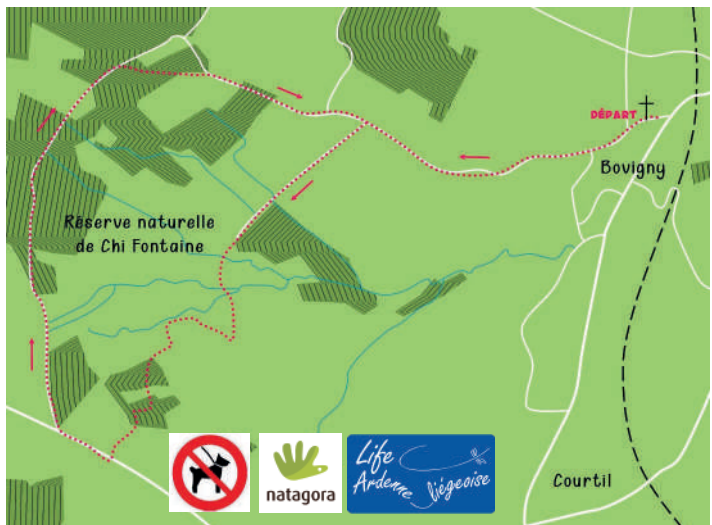 DÉPART
Bovigny
Réserve naturelle
de Chi Fontaine
natagora
Life
Ardenne liégeoise
Courtil